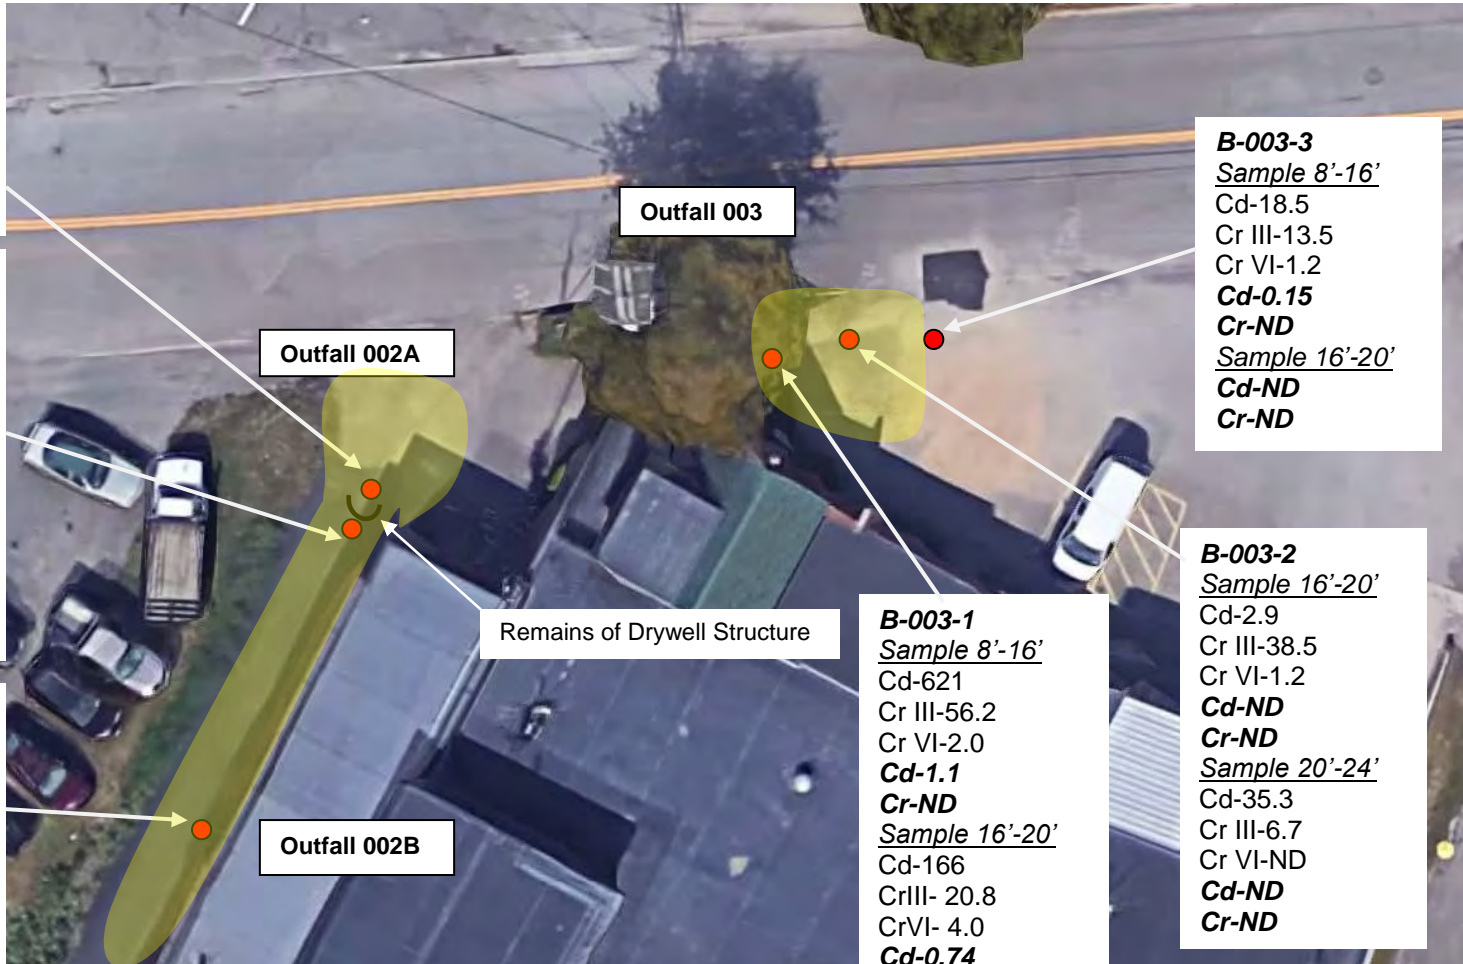 Outfall 003
B-003-3
Sample 8’-16’
Cd-18.5
Cr III-13.5
Cr VI-1.2
Cd-0.15
Cr-ND
Sample 16’-20’
Cd-ND
Cr-ND
Outfall 002A
Remains of Drywell Structure
Outfall 002B
B-003-1
Sample 8’-16’
Cd-621
Cr III-56.2
Cr VI-2.0
Cd-1.1
Cr-ND
Sample 16’-20’
Cd-166
CrIII- 20.8
CrVI- 4.0
Cd-0.74
B-003-2
Sample 16’-20’
Cd-2.9
Cr III-38.5
Cr VI-1.2
Cd-ND
Cr-ND
Sample 20’-24’
Cd-35.3
Cr III-6.7
Cr VI-ND
Cd-ND
Cr-ND